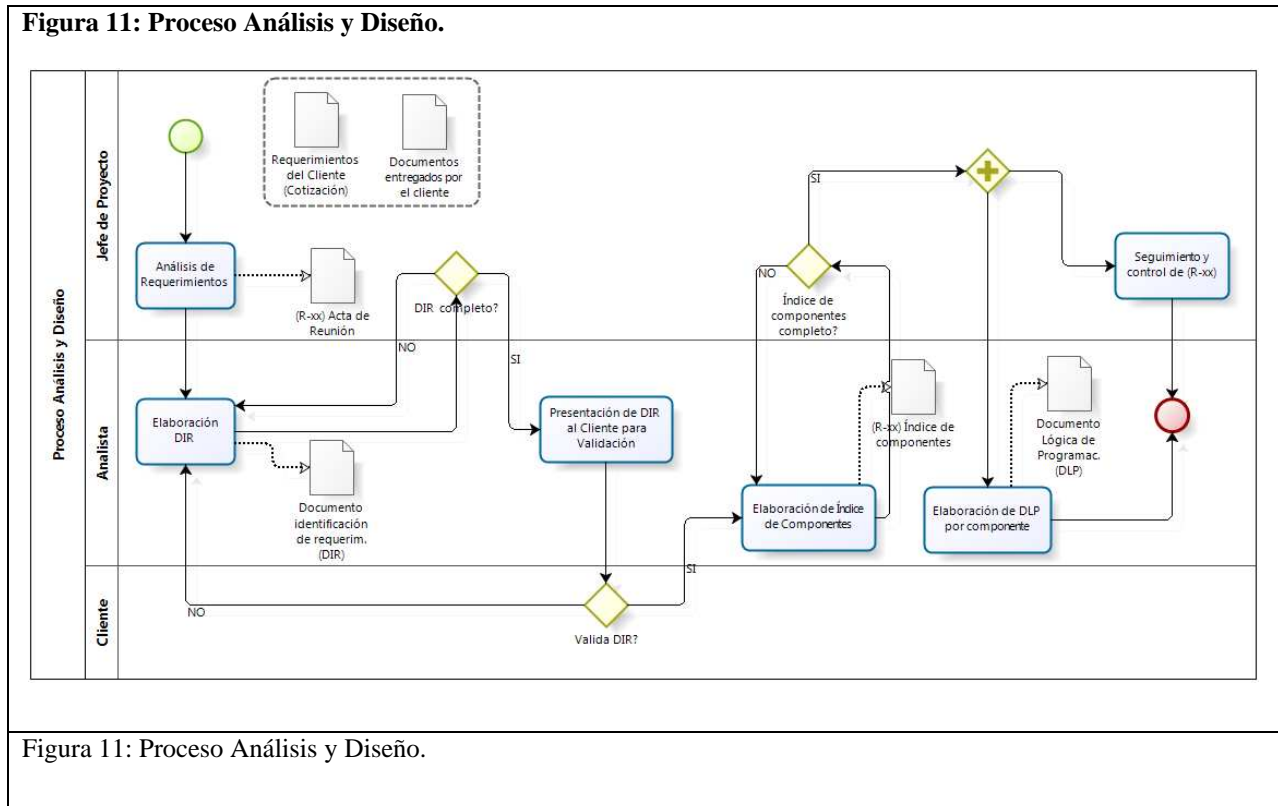 Figura 11: Proceso Análisis y Diseño.
Proceso Análisis y Diseño
Jefe de Proyecto
Requerimientos
del Cliente
(Cotización)
Documentos
entregados por
el cliente
Análisis de
Requerimientos
(R-xx) Acta de
Reunión
DIR completo?
NO
SI
Índice de
componentes
completo?
NO
SI
Seguimiento y
control de (R-xx)
Analista
Elaboración
DIR
Documento
identificación
de requerim.
(DIR)
Presentación de DIR
al Cliente para
Validación
Elaboración de Índice
de Componentes
(R-xx) Índice de
componentes
Elaboración de DLP
por componente
Documento
Lógica de
Programac.
(DLP)
Cliente
NO
Valida DIR?
SI
Figura 11: Proceso Análisis y Diseño.